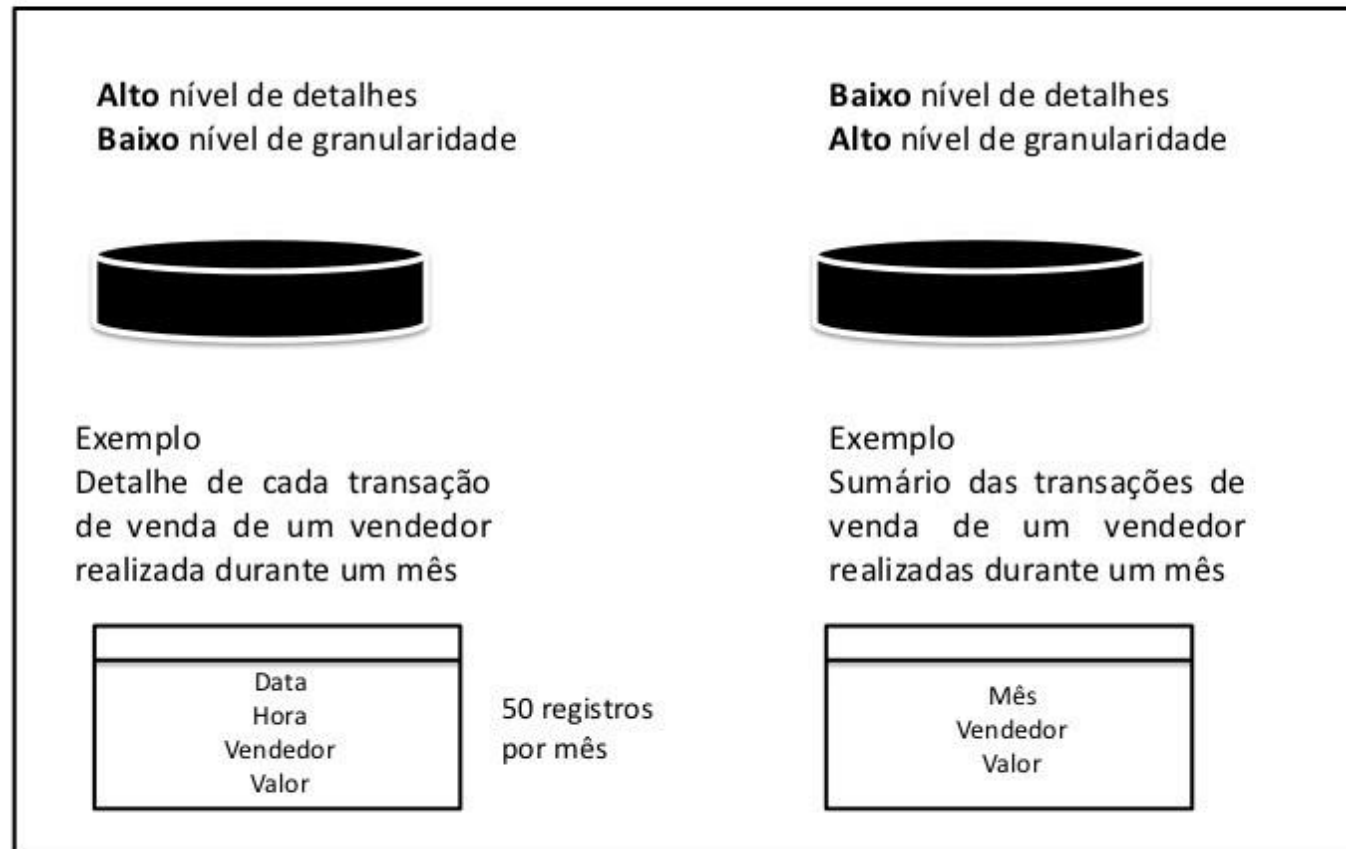 Alto nível de detalhes
Baixo nível de granularidade
Exemplo
Detalhe de cada transação
de venda de um vendedor
realizada durante um mês
Data
Hora
Vendedor
Valor
50 registros
por mês
Baixo nível de detalhes
Alto nível de granularidade
Exemplo
Sumário das transações de
venda de um vendedor
realizadas durante um mês
Mês
Vendedor
Valor